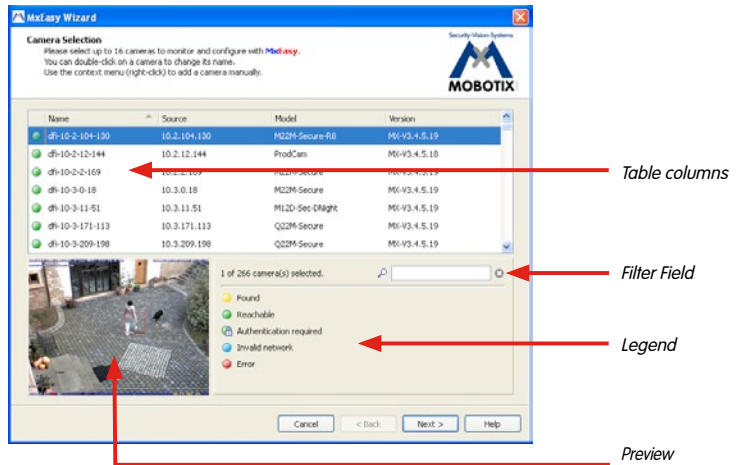 MxEasy Wizard
Camera Selection
Please select up to 16 cameras to monitor and configure with MxEasy.
You can double-click on a camera to change its name.
Use the context menu (right-click) to add a camera manually.
Security-Vision-Systems
MOBOTIX
Name Source Model Version
dfi-10-2-104-130 10.2.104.130 M22M-Secure-R8 MX-V3.4.5.19
dfi-10-2-12-144 10.2.12.144 ProdCam MX-V3.4.5.18
dfi-10-2-2-169 10.2.2.169 M22M-Secure MX-V3.4.5.19
dfi-10-3-0-18 10.3.0.18 M22M-Secure MX-V3.4.5.19
dfi-10-3-11-51 10.3.11.51 M12D-Sec-DNight MX-V3.4.5.19
dfi-10-3-171-113 10.3.171.113 Q22M-Secure MX-V3.4.5.19
dfi-10-3-209-198 10.3.209.198 Q22M-Secure MX-V3.4.5.19
Table columns
1 of 266 camera(s) selected.
Filter Field
Found
Reachable
Authentication required
Invalid network
Error
Legend
Cancel < Back Next > Help
Preview